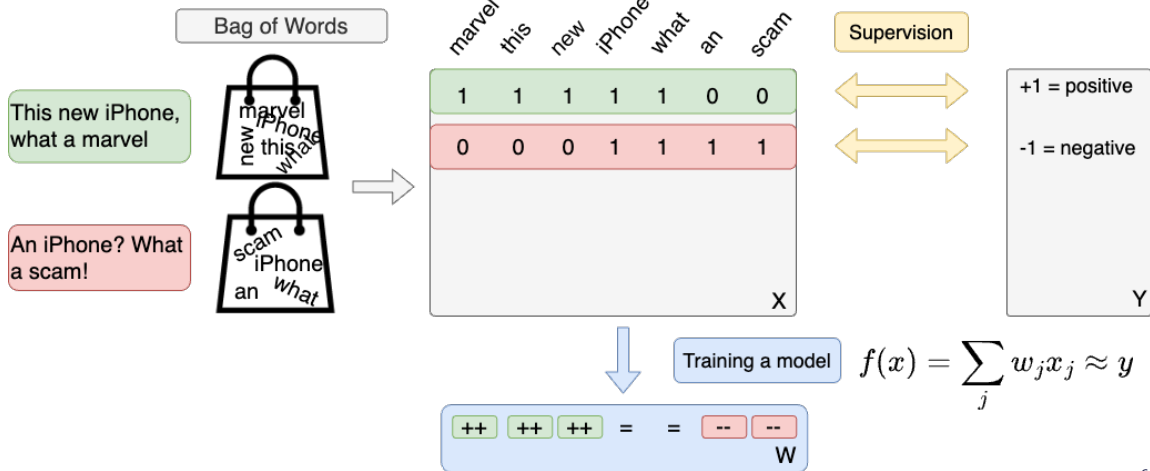 Bag of Words
marvel this new iPhone what an scam
Supervision
This new iPhone,
what a marvel
marvel
iPhone
new this
what
1 1 1 1 1 0 0
+1 = positive
0 0 0 1 1 1 1
-1 = negative
An iPhone? What
a scam!
scam
iPhone
an what
X
Y
Training a model
f(x) = ∑_j w_j x_j ≈ y
++ ++ ++ = = -- --
W